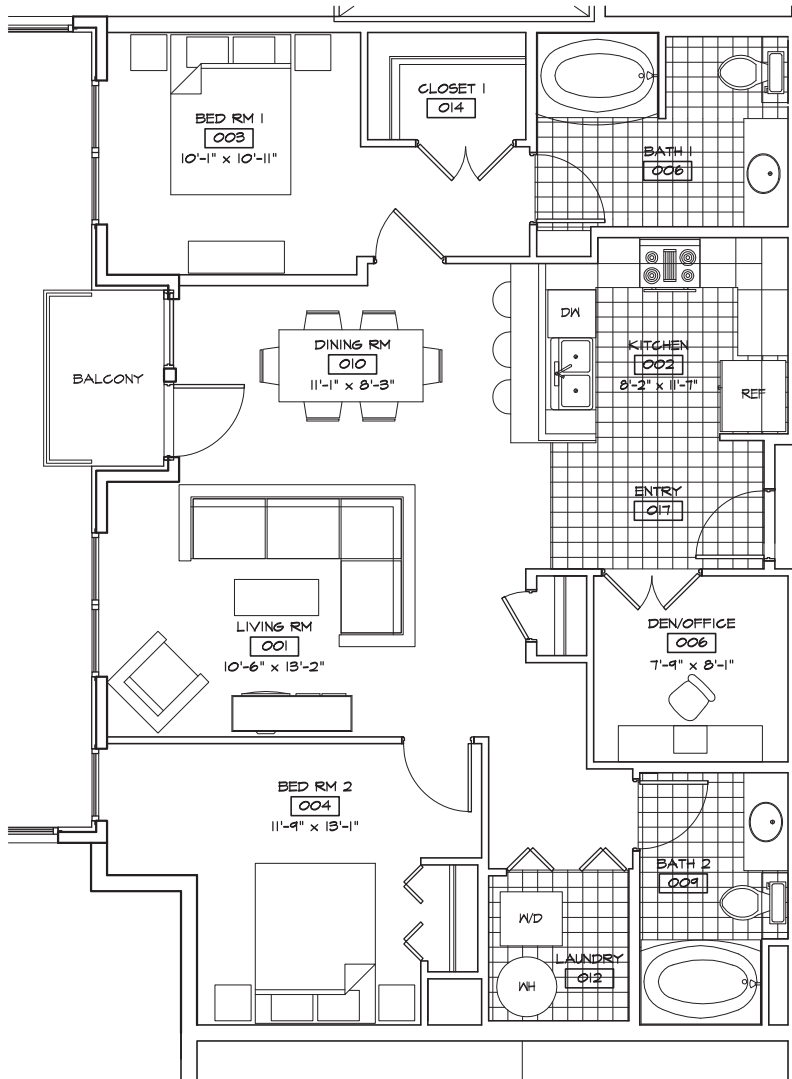 BED RM 1
003
10'-1" x 10'-11"
CLOSET 1
014
BATH 1
006
BALCONY
DINING RM
010
11'-1" x 8'-3"
DW
KITCHEN
002
8'-2" x 11'-7"
REF
ENTRY
017
LIVING RM
001
10'-6" x 13'-2"
DEN/OFFICE
006
7'-9" x 8'-1"
BED RM 2
004
11'-9" x 13'-1"
BATH 2
009
W/D
LAUNDRY
012
WH